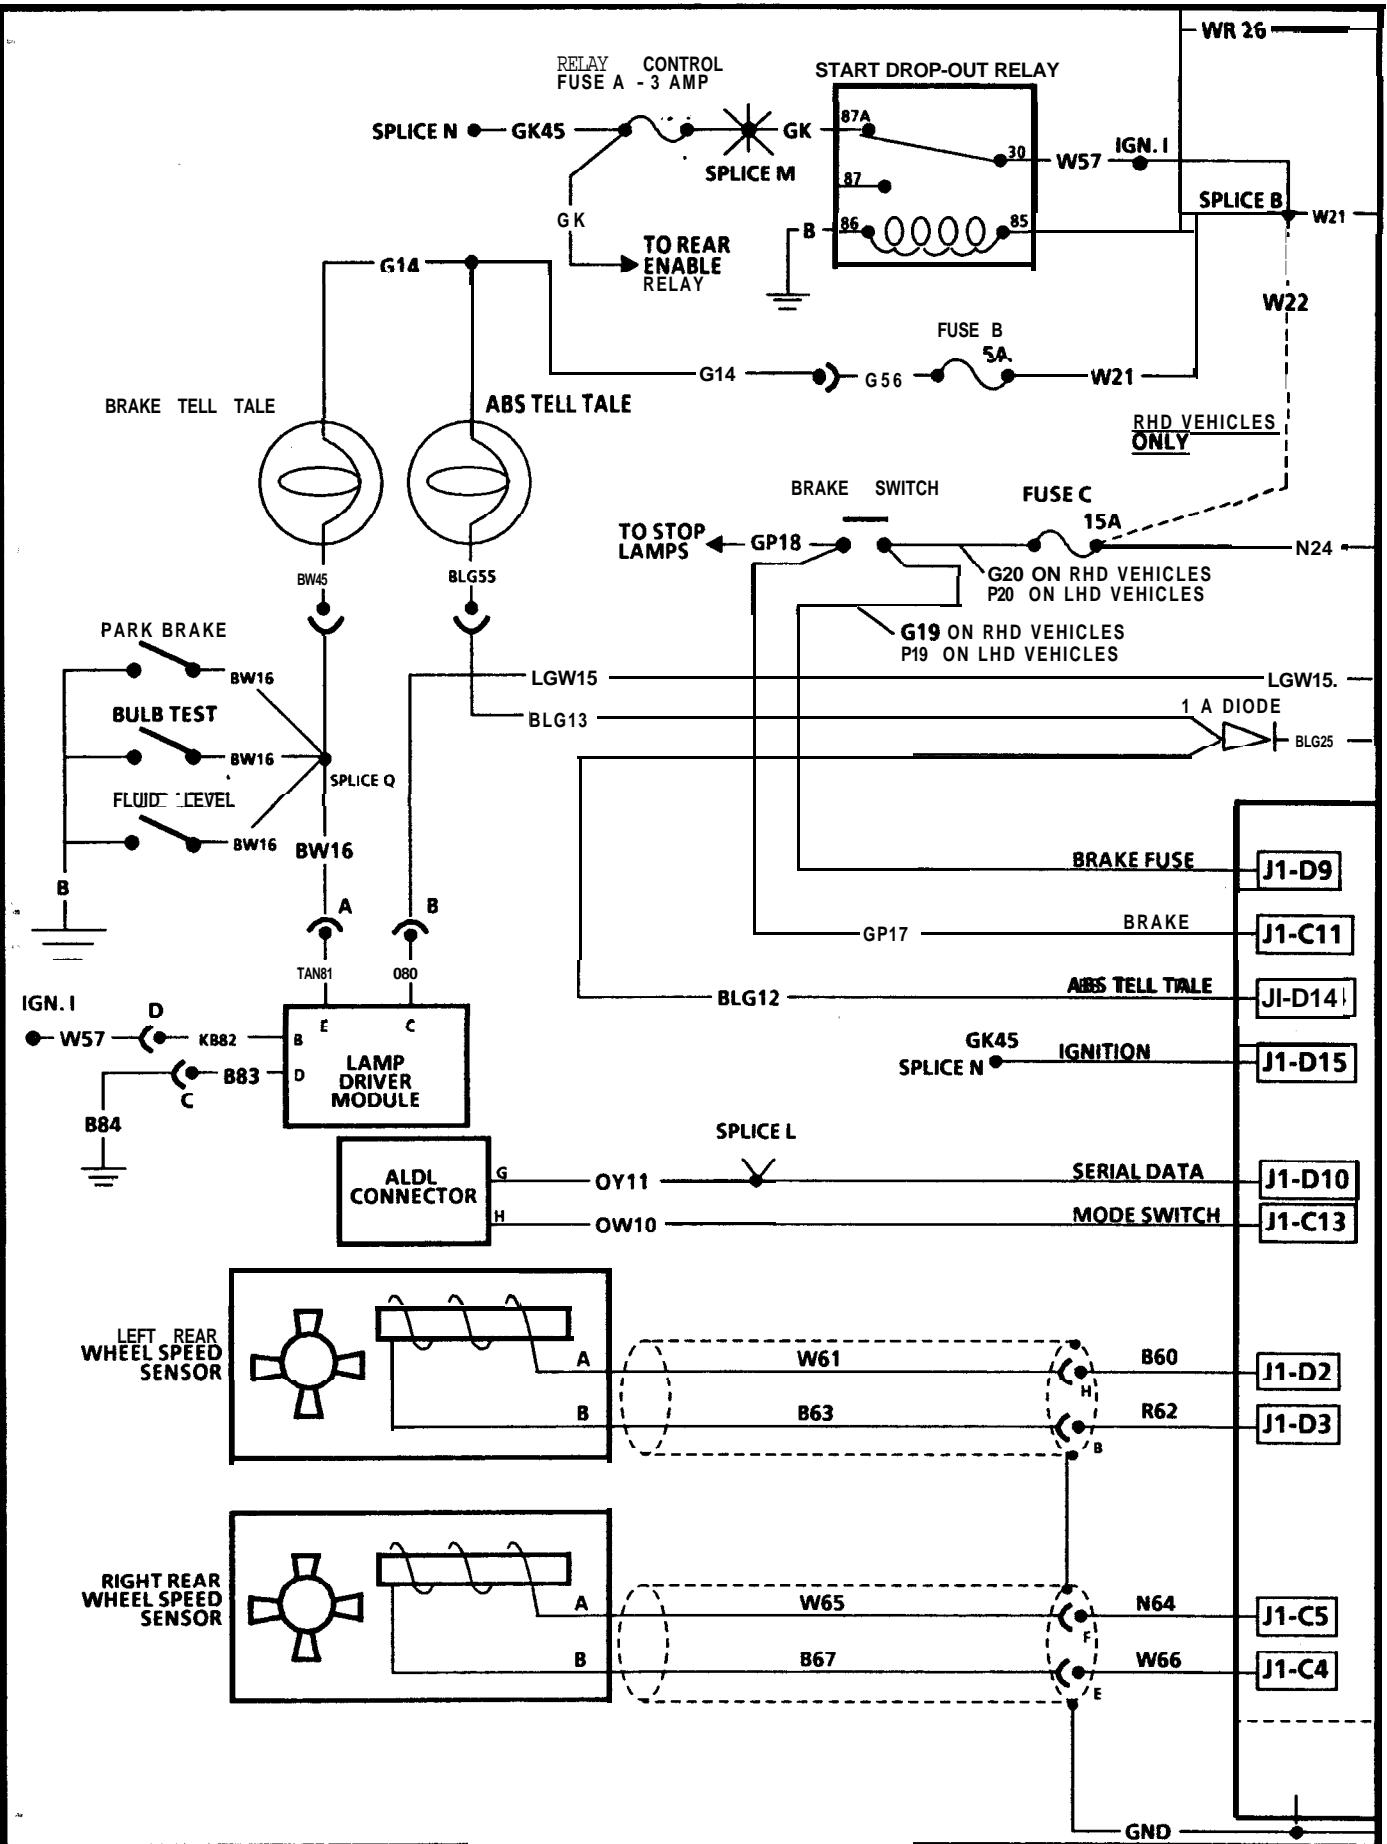 WR 26
RELAY CONTROL
FUSE A - 3 AMP
START DROP-OUT RELAY
SPLICE N
GK45
GK
87A
SPLICE M
30
W57
IGN. I
87
SPLICE B
W21
GK
B
86
85
TO REAR
ENABLE
RELAY
G14
W22
FUSE B
5A.
G14
G56
W21
BRAKE TELL TALE
ABS TELL TALE
RHD VEHICLES
ONLY
BRAKE SWITCH
FUSE C
15A
TO STOP
LAMPS
GP18
N24
BW45
BLG55
G20 ON RHD VEHICLES
P20 ON LHD VEHICLES
PARK BRAKE
G19 ON RHD VEHICLES
P19 ON LHD VEHICLES
BW16
LGW15
LGW15.
BULB TEST
BLG13
1 A DIODE
BLG25
BW16
SPLICE Q
FLUID LEVEL
BW16
BW16
BRAKE FUSE
J1-D9
B
A
B
GP17
BRAKE
J1-C11
TAN81
080
BLG12
ABS TELL TALE
JI-D14
IGN. I
D
W57
KB82
B
E
C
GK45
SPLICE N
IGNITION
J1-D15
LAMP
DRIVER
MODULE
B83
D
C
B84
SPLICE L
ALDL
CONNECTOR
G
OY11
SERIAL DATA
J1-D10
H
OW10
MODE SWITCH
J1-C13
LEFT REAR
WHEEL SPEED
SENSOR
A
W61
H
B60
J1-D2
B
B63
B
R62
J1-D3
RIGHT REAR
WHEEL SPEED
SENSOR
A
W65
F
N64
J1-C5
B
B67
E
W66
J1-C4
GND